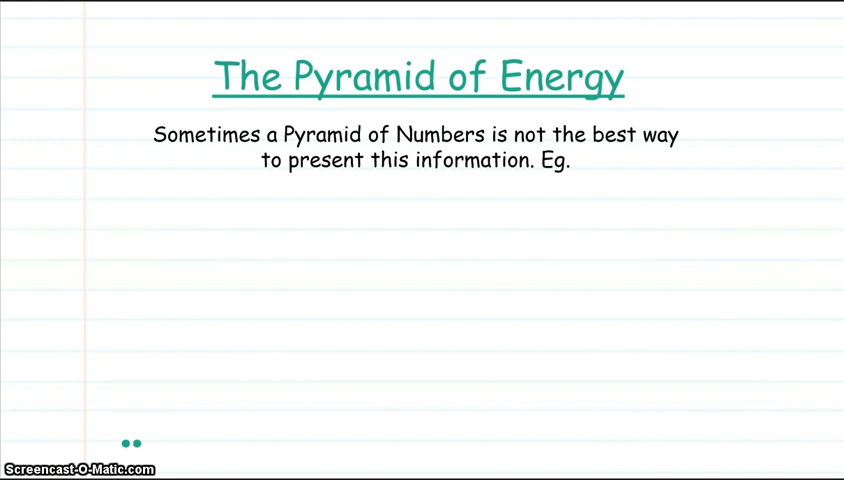 The Pyramid of Energy
Sometimes a Pyramid of Numbers is not the best way
to present this information. Eg.
Screencast-O-Matic.com